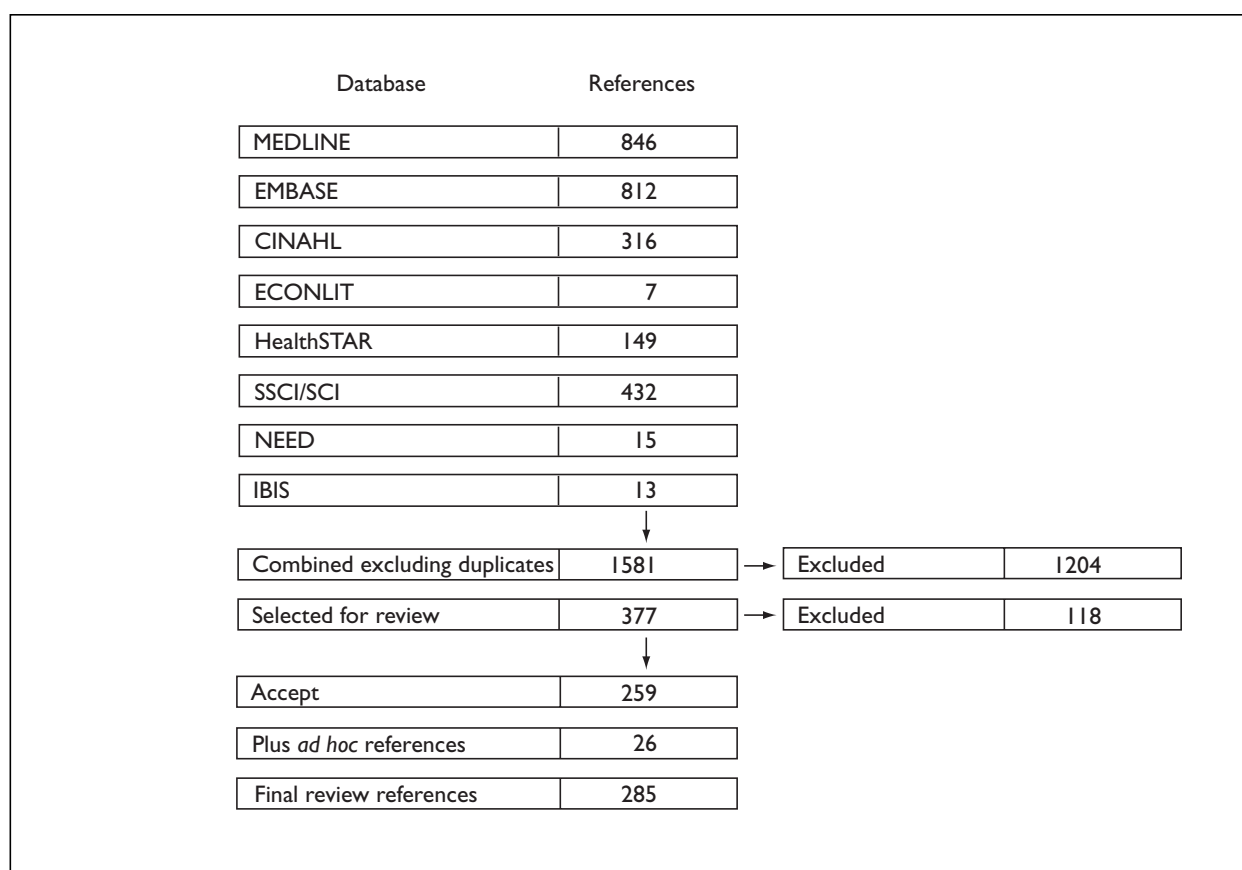 Database References
MEDLINE 846
EMBASE 812
CINAHL 316
ECONLIT 7
HealthSTAR 149
SSCI/SCI 432
NEED 15
IBIS 13
Combined excluding duplicates 1581 Excluded 1204
Selected for review 377 Excluded 118
Accept 259
Plus ad hoc references 26
Final review references 285